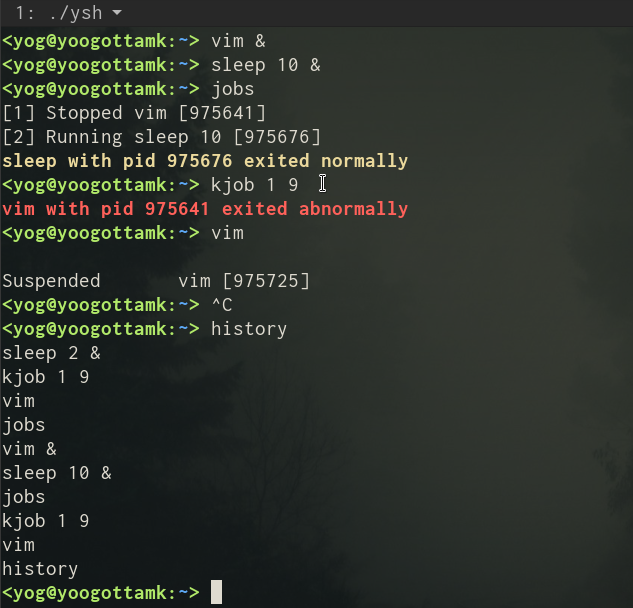 1: ./ysh
<yog@yoogottamk:~> vim &
<yog@yoogottamk:~> sleep 10 &
<yog@yoogottamk:~> jobs
[1] Stopped vim [975641]
[2] Running sleep 10 [975676]
sleep with pid 975676 exited normally
<yog@yoogottamk:~> kjob 1 9
vim with pid 975641 exited abnormally
<yog@yoogottamk:~> vim
Suspended vim [975725]
<yog@yoogottamk:~> ^C
<yog@yoogottamk:~> history
sleep 2 &
kjob 1 9
vim
jobs
vim &
sleep 10 &
jobs
kjob 1 9
vim
history
<yog@yoogottamk:~>